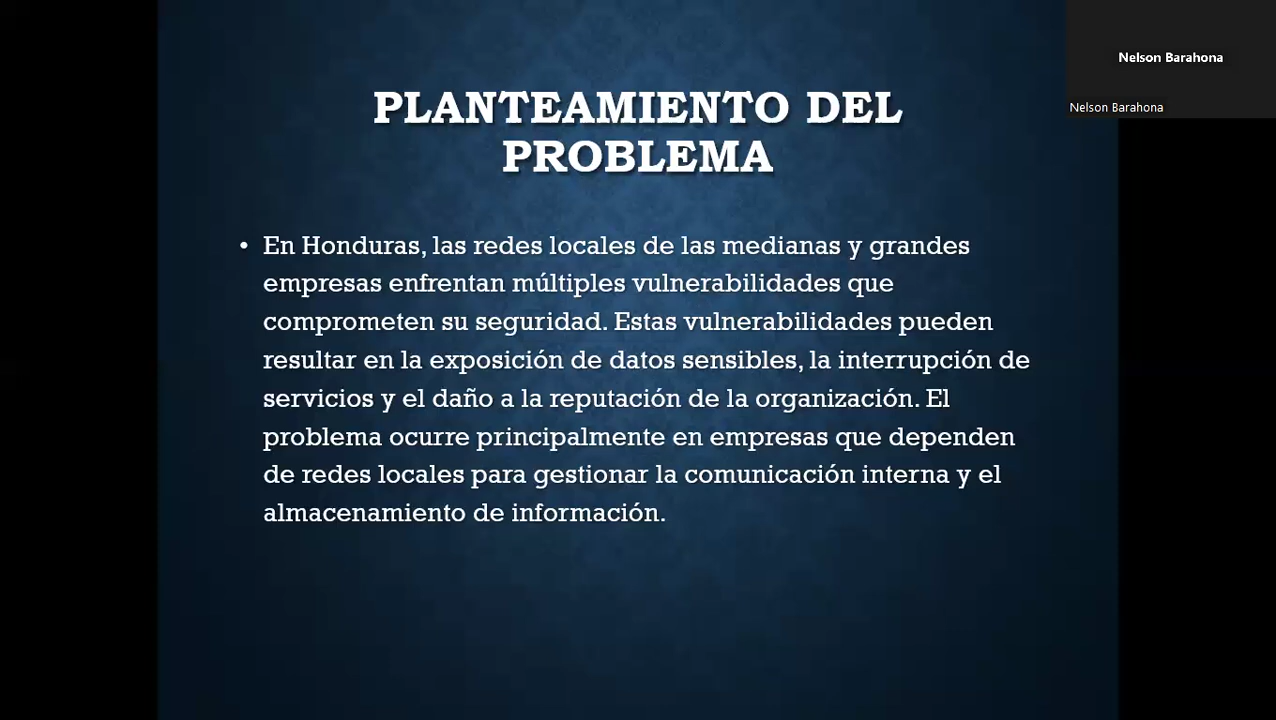 PLANTEAMIENTO DEL
PROBLEMA
• En Honduras, las redes locales de las medianas y grandes
empresas enfrentan múltiples vulnerabilidades que
comprometen su seguridad. Estas vulnerabilidades pueden
resultar en la exposición de datos sensibles, la interrupción de
servicios y el daño a la reputación de la organización. El
problema ocurre principalmente en empresas que dependen
de redes locales para gestionar la comunicación interna y el
almacenamiento de información.
Nelson Barahona
Nelson Barahona